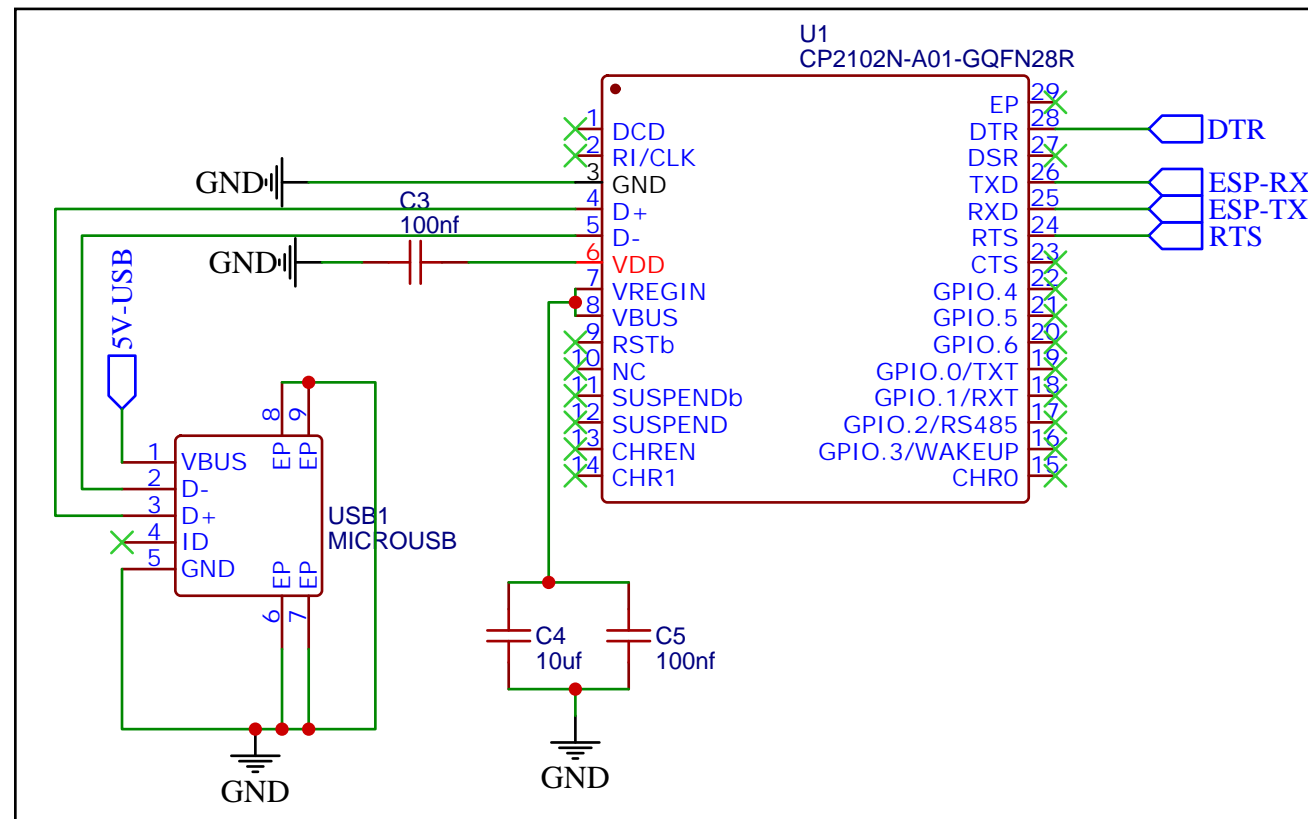 U1
CP2102N-A01-GQFN28R
1 DCD
2 RI/CLK
3 GND
4 D+
5 D-
6 VDD
7 VREGIN
8 VBUS
9 RSTb
10 NC
11 SUSPENDb
12 SUSPEND
13 CHREN
14 CHR1
EP 29
DTR 28
DSR 27
TXD 26
RXD 25
RTS 24
CTS 23
GPIO.4 22
GPIO.5 21
GPIO.6 20
GPIO.0/TXT 19
GPIO.1/RXT 18
GPIO.2/RS485 17
GPIO.3/WAKEUP 16
CHR0 15
DTR
ESP-RX
ESP-TX
RTS
GND
C3
100nf
GND
5V-USB
8 EP
9 EP
1 VBUS
2 D-
3 D+
4 ID
5 GND
EP 6
EP 7
USB1
MICROUSB
GND
C4
10uf
C5
100nf
GND